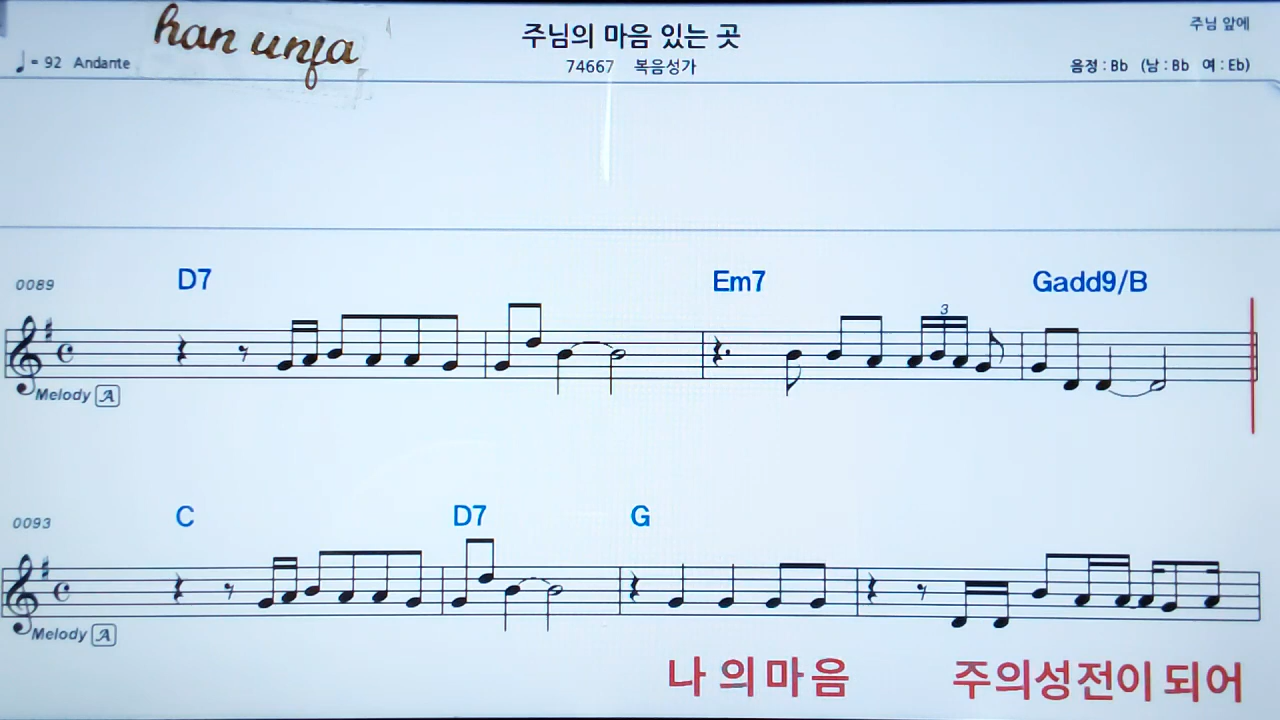 han unfa
주님의 마음 있는 곳
주님 앞에
♩= 92 Andante
74667 복음성가
음정 : Bb (남 : Bb 여 : Eb)
0089
D7 Em7 Gadd9/B
3
Melody A
0093
C D7 G
Melody A
나 의 마 음 주의성전이 되어